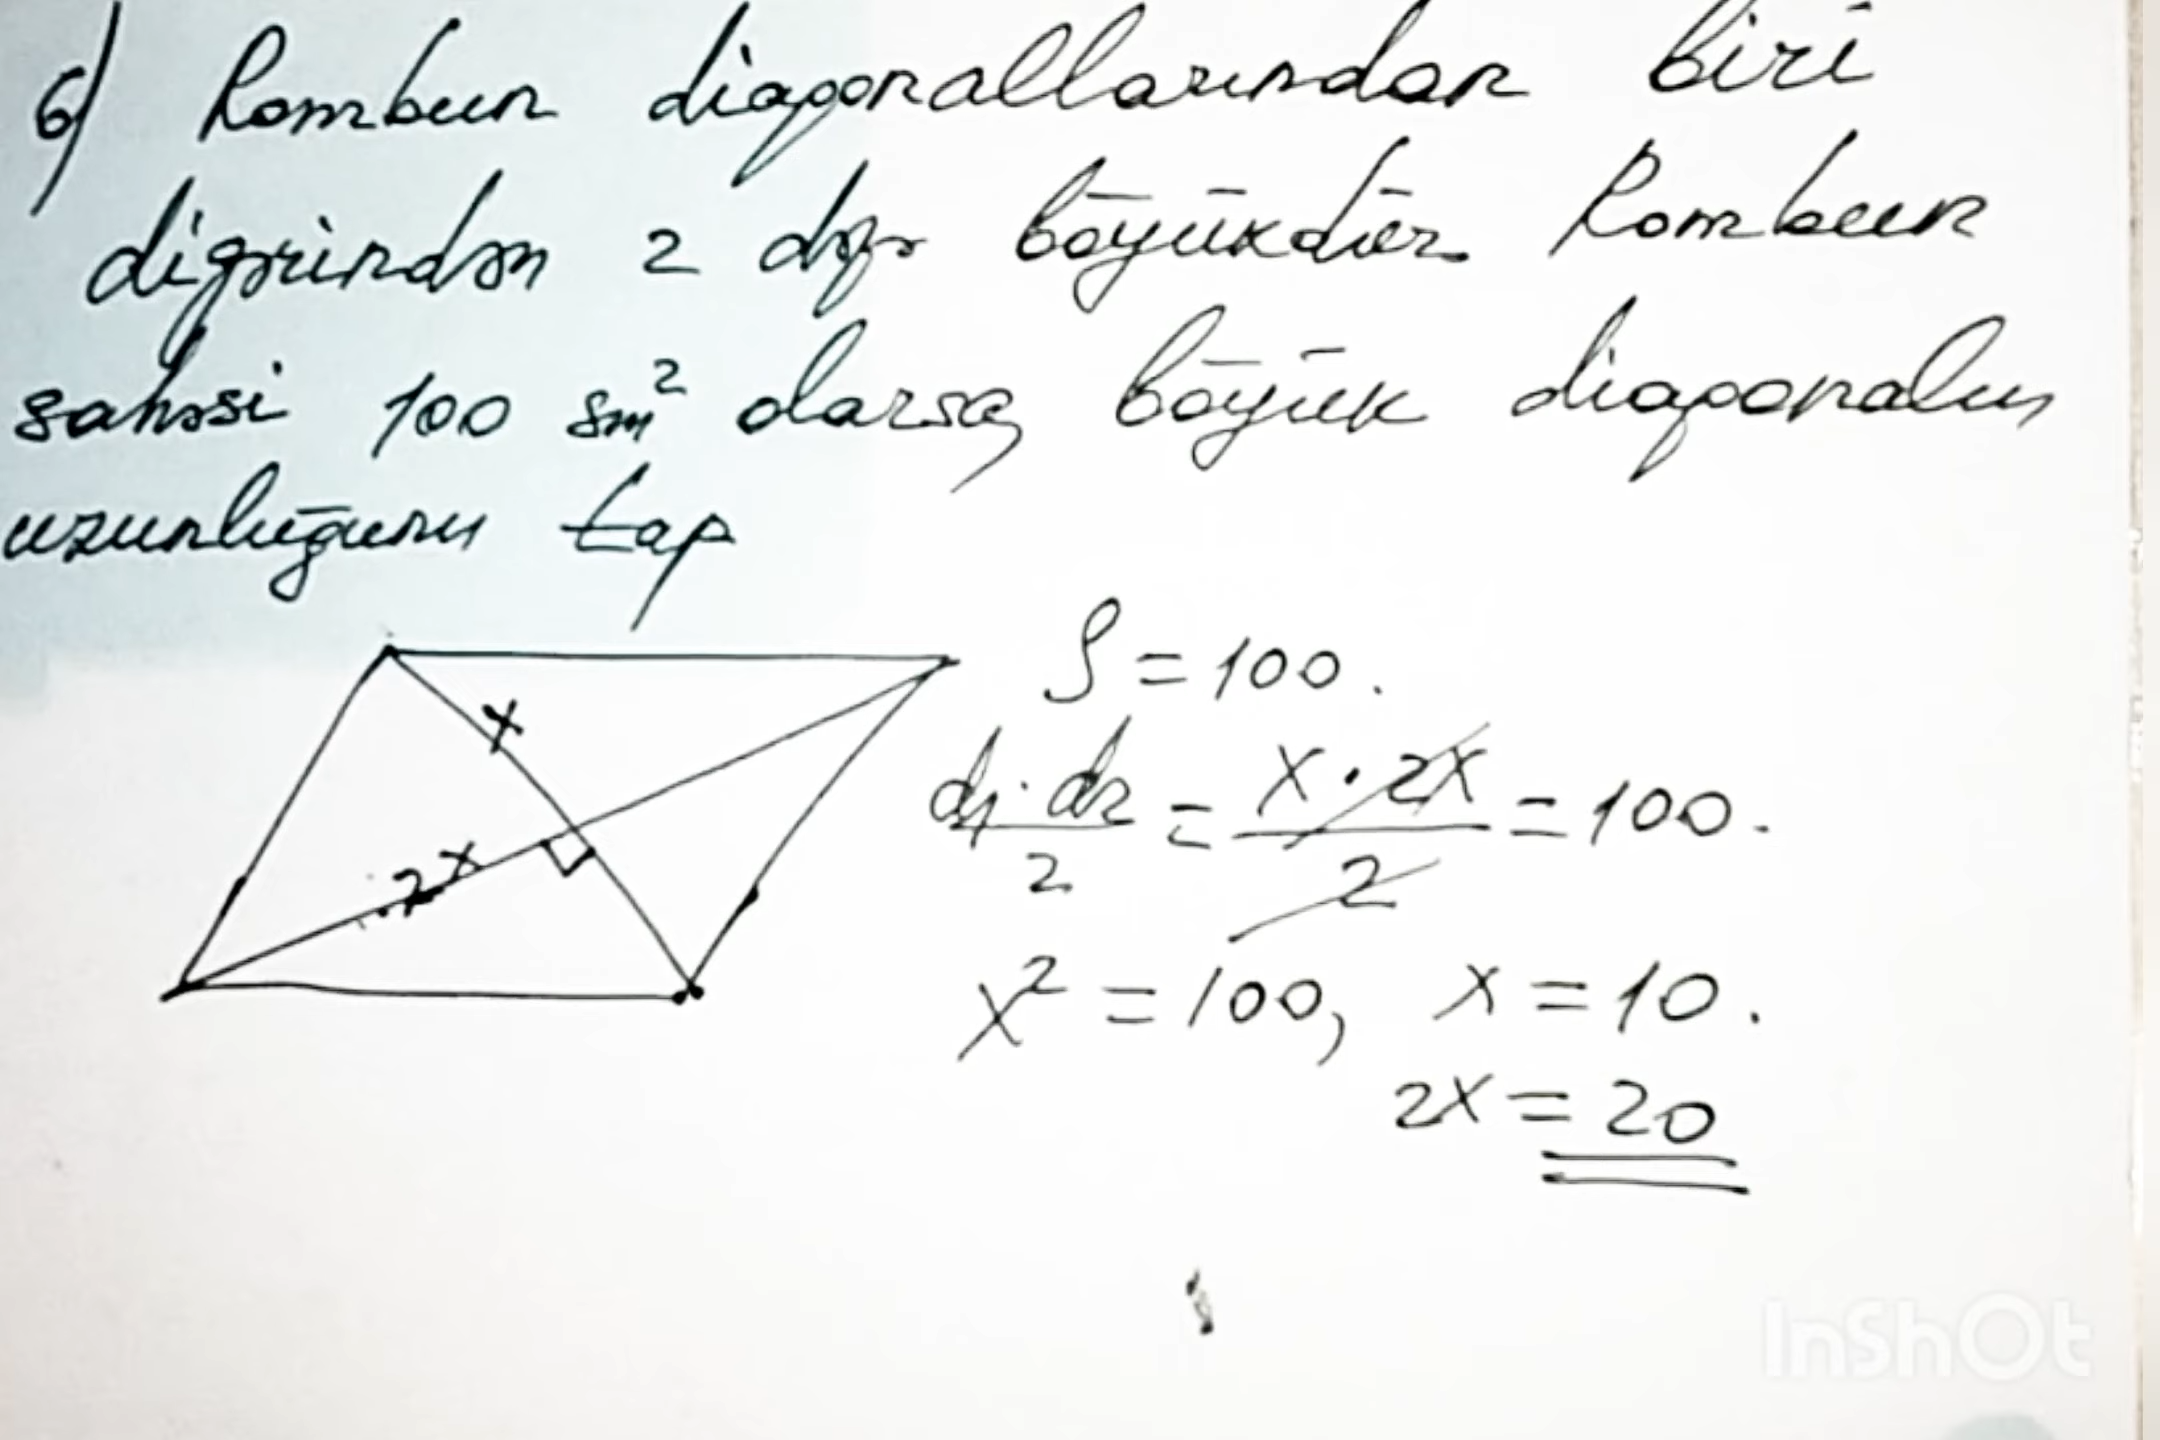 6) Rombun diaqonallarından biri
digərindən 2 dəfə böyükdür Rombun
sahəsi 100 sm² olarsa, böyük diaqonalın
uzunluğunu tap
x
2x
S = 100.
d₁·d₂/2 = x·2x/2 = 100.
x² = 100, x = 10.
2x = 20
InShOt